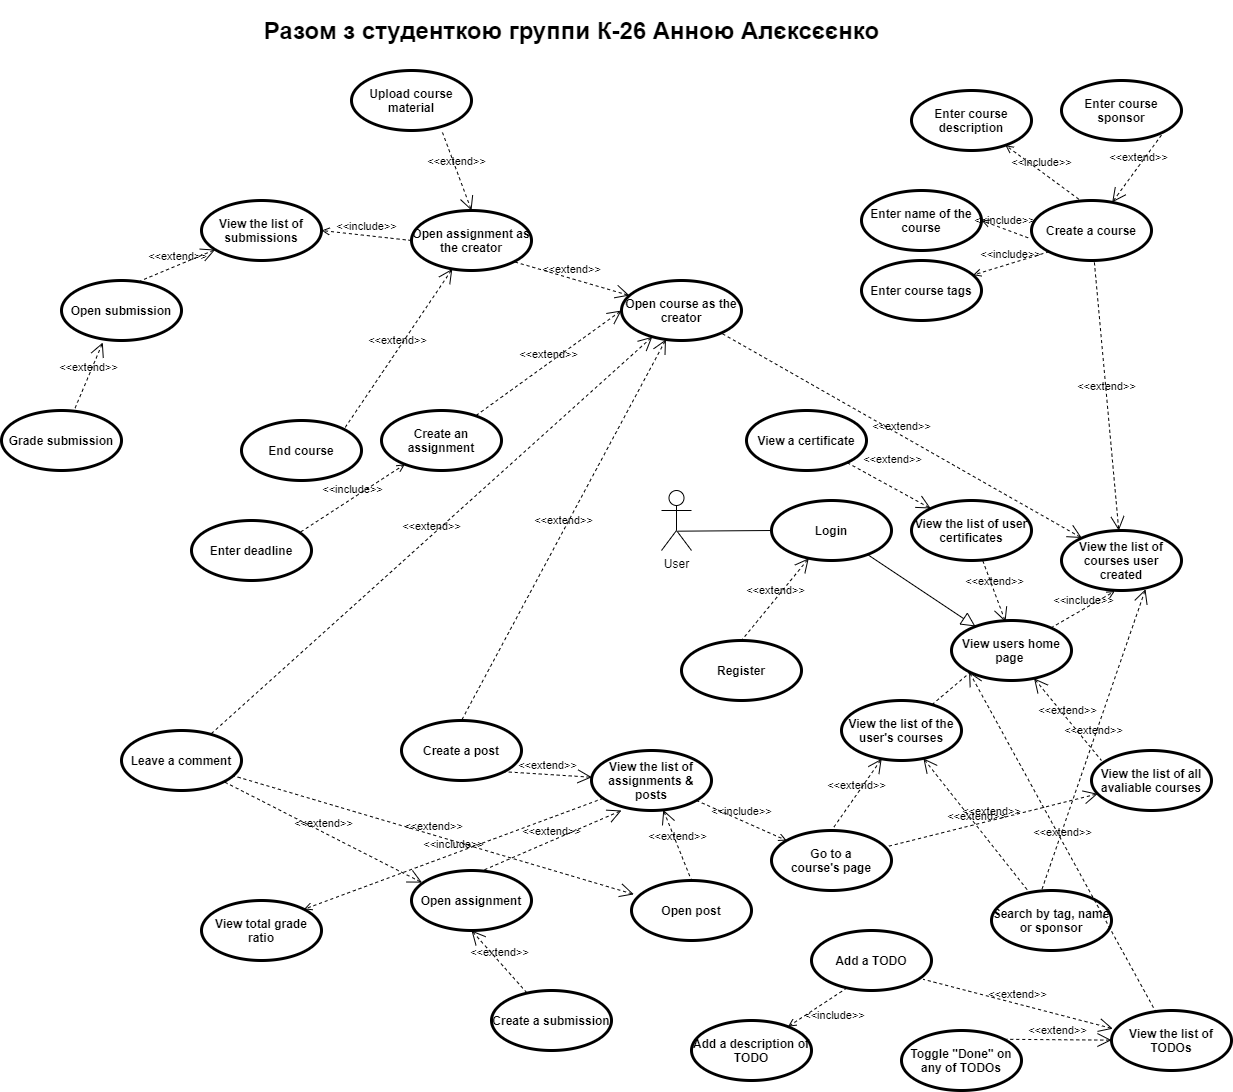 Разом з студенткою группи К-26 Анною Алєксєєнко
Upload course
material
Enter course
description
Enter course
sponsor
<<extend>>
<<include>>
<<extend>>
View the list of
submissions
<<include>>
Open assignment as
the creator
Enter name of the
course
<<include>>
Create a course
<<extend>>
<<extend>>
<<include>>
Open submission
Open course as the
creator
Enter course tags
<<extend>>
<<extend>>
<<extend>>
<<extend>>
Grade submission
End course
Create an
assignment
View a certificate
<<extend>>
<<extend>>
<<include>>
<<extend>>
<<extend>>
Enter deadline
User
Login
View the list of user
certificates
View the list of
courses user
created
<<extend>>
<<extend>>
<<include>>
Register
View users home
page
<<extend>>
<<extend>>
Leave a comment
Create a post
View the list of the
user's courses
<<extend>>
View the list of
assignments &
posts
View the list of all
avaliable courses
<<extend>>
<<include>>
<<extend>>
<<extend>>
<<extend>>
<<extend>>
<<extend>>
<<include>>
<<extend>>
<<extend>>
<<extend>>
Go to a
course's page
View total grade
ratio
Open assignment
Open post
Search by tag, name
or sponsor
<<extend>>
Add a TODO
<<extend>>
Create a submission
<<include>>
Add a description of
TODO
<<extend>>
Toggle "Done" on
any of TODOs
View the list of
TODOs